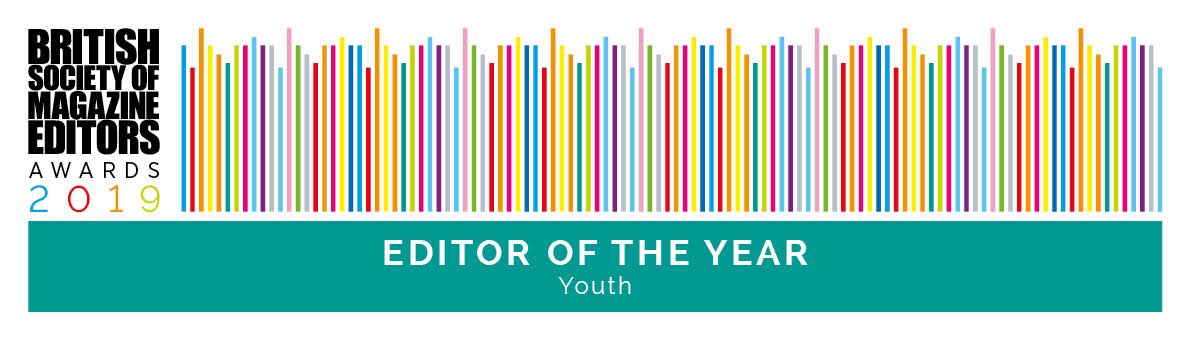 BRITISH
SOCIETY OF
MAGAZINE
EDITORS
AWARDS
2019
EDITOR OF THE YEAR
Youth